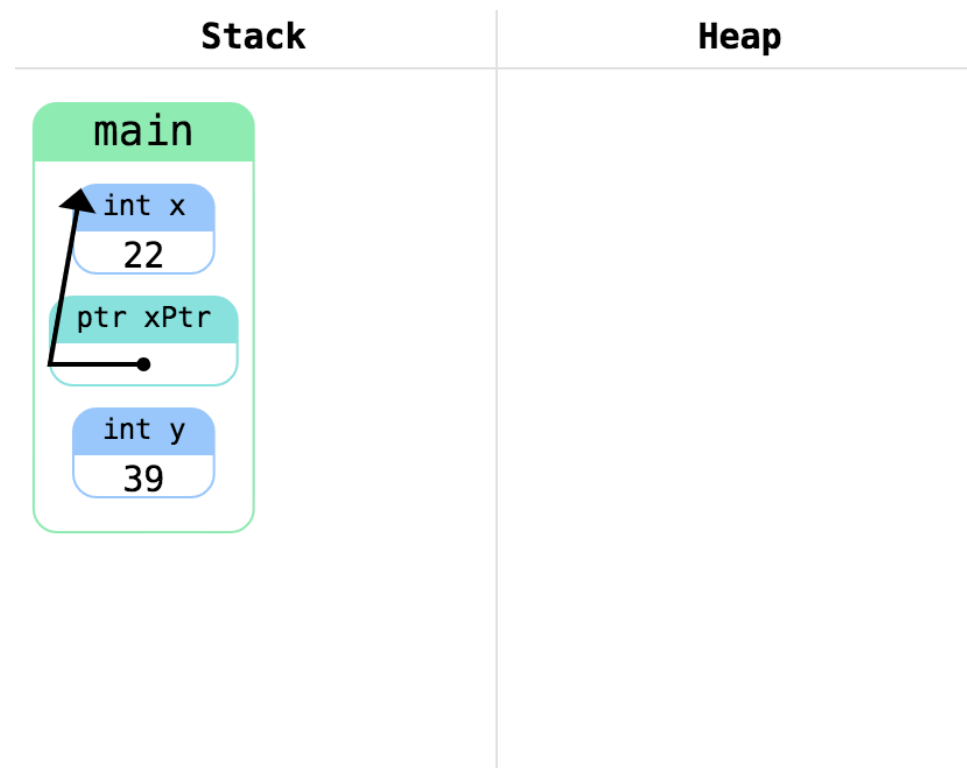 Stack
Heap
main
int x
22
ptr xPtr
int y
39